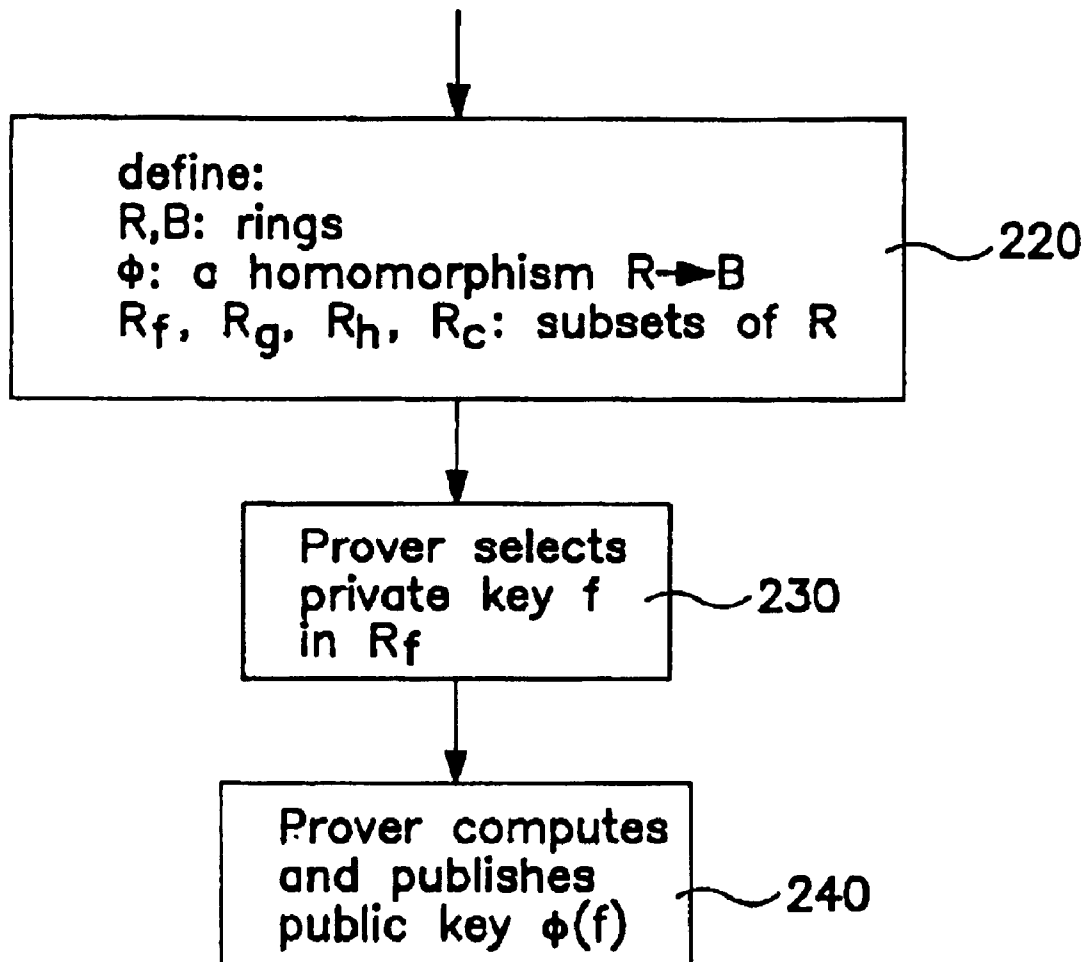 define:
R,B: rings
ϕ: a homomorphism R→B
Rf, Rg, Rh, Rc: subsets of R
220
Prover selects
private key f
in Rf
230
Prover computes
and publishes
public key ϕ(f)
240